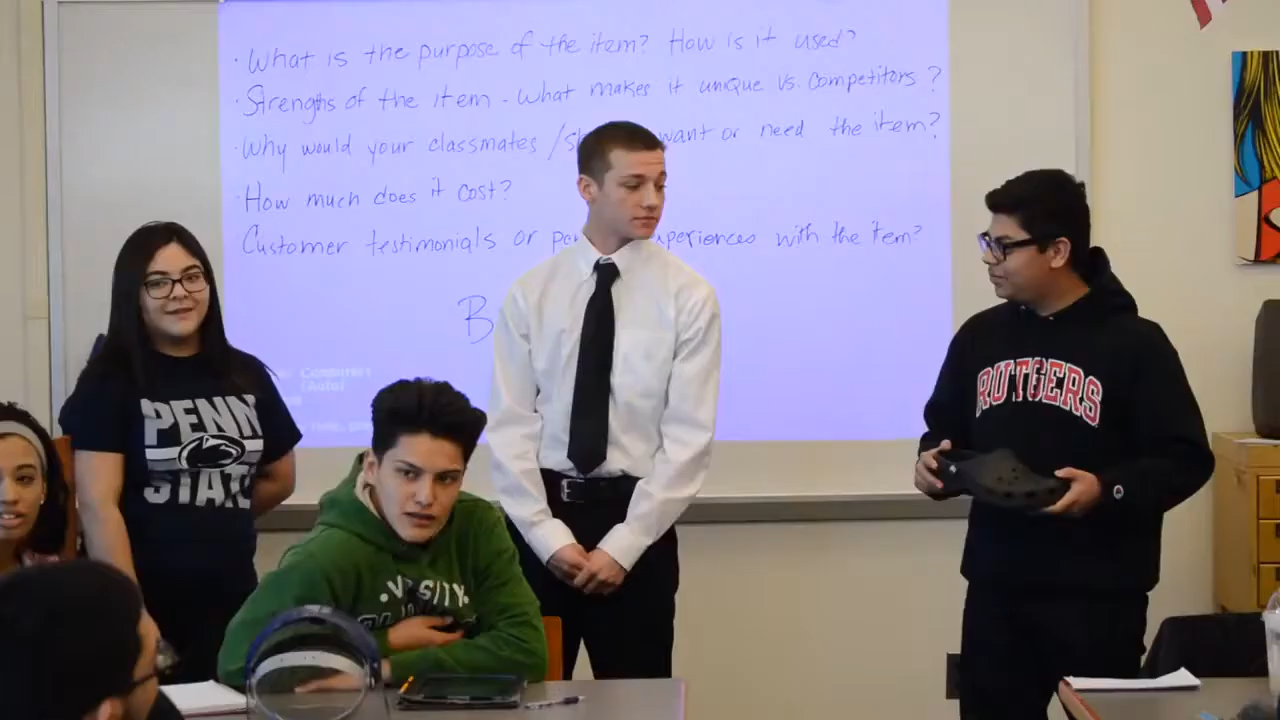 · What is the purpose of the item? How is it used?
· Strengths of the item - What makes it unique vs. competitors?
· Why would your classmates / want or need the item?
· How much does it cost?
Customer testimonials or with the item?
B
Computers
(Auto)
PENN
STATE
RUTGERS